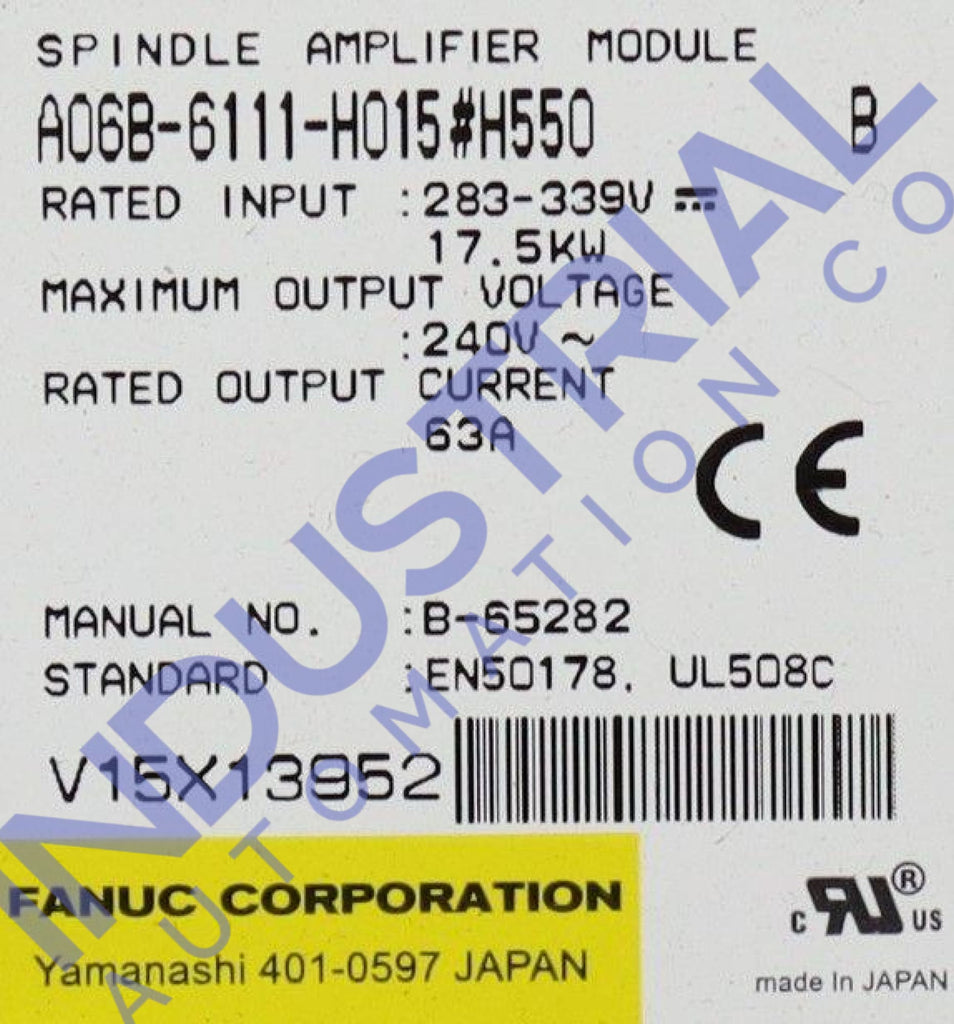 SPINDLE AMPLIFIER MODULE
A06B-6111-H015#H550 B
RATED INPUT :283-339V ⎓
17.5KW
MAXIMUM OUTPUT VOLTAGE
:240V ~
RATED OUTPUT CURRENT
63A
CE
MANUAL NO. :B-65282
STANDARD :EN50178, UL508C
V15X13952
FANUC CORPORATION
Yamanashi 401-0597 JAPAN
c RU® US
made In JAPAN
INDUSTRIAL
AUTOMATION CO